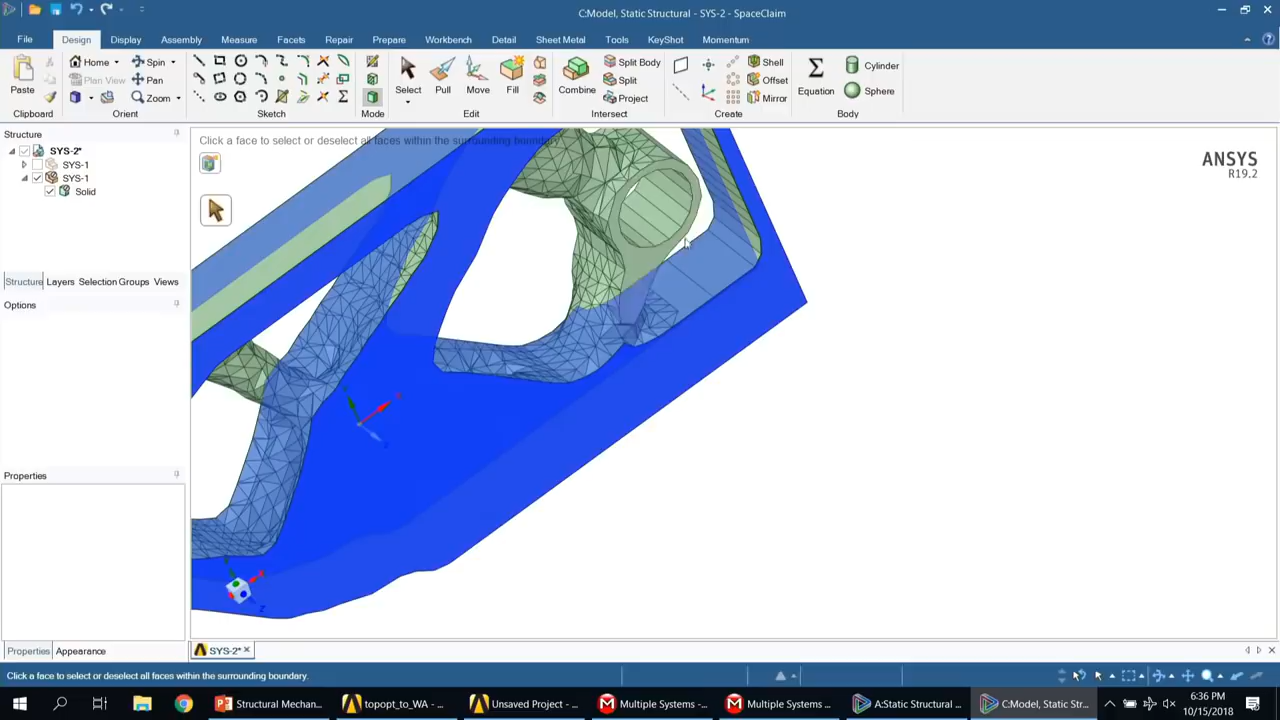 C:Model, Static Structural - SYS-2 - SpaceClaim
File Design Display Assembly Measure Facets Repair Prepare Workbench Detail Sheet Metal Tools KeyShot Momentum
Paste
Clipboard
Home Spin
Plan View Pan
Zoom
Orient
Sketch
Mode
Select Pull Move Fill
Edit
Combine
Split Body
Split
Project
Intersect
Shell
Offset
Mirror
Create
Equation
Cylinder
Sphere
Body
Structure
SYS-2*
SYS-1
SYS-1
Solid
Structure Layers Selection Groups Views
Options
Properties
Properties Appearance
Click a face to select or deselect all faces within the surrounding boundary.
ANSYS
R19.2
X
Z
SYS-2*
Click a face to select or deselect all faces within the surrounding boundary.
Structural Mechan...
topopt_to_WA - ...
Unsaved Project - ...
Multiple Systems - ...
Multiple Systems ...
A:Static Structural ...
C:Model, Static Str...
6:36 PM
10/15/2018